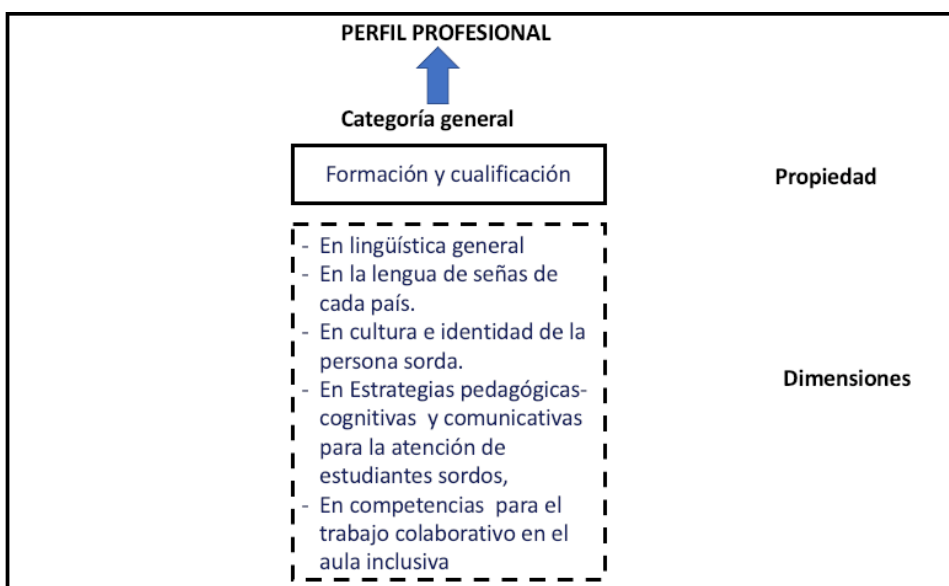 PERFIL PROFESIONAL
Categoría general
Formación y cualificación
Propiedad
- En lingüística general
- En la lengua de señas de
cada país.
- En cultura e identidad de la
persona sorda.
- En Estrategias pedagógicas-
cognitivas y comunicativas
para la atención de
estudiantes sordos,
- En competencias para el
trabajo colaborativo en el
aula inclusiva
Dimensiones